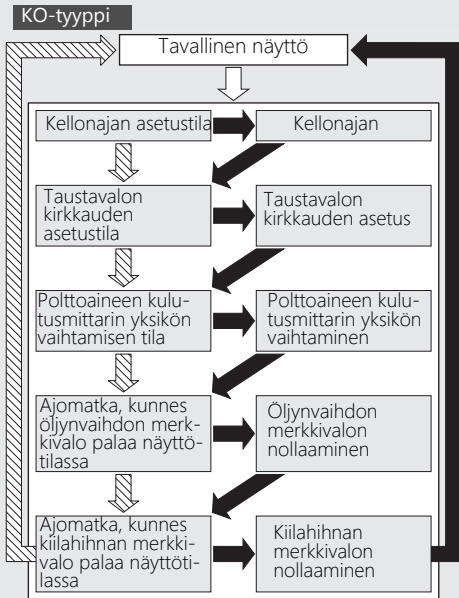 KO-tyyppi
Tavallinen näyttö
Kellonajan asetustila
Kellonajan
Taustavalon
kirkkauden
asetustila
Taustavalon
kirkkauden asetus
Polttoaineen kulu-
tusmittarin yksikön
vaihtamisen tila
Polttoaineen kulu-
tusmittarin yksikön
vaihtaminen
Ajomatka, kunnes
öljynvaihdon merk-
kivalo palaa näyttö-
tilassa
Öljynvaihdon
merkkivalon
nollaaminen
Ajomatka, kunnes
kiilahihnan merkki-
valo palaa näyttöti-
lassa
Kiilahihnan
merkkivalon
nollaaminen